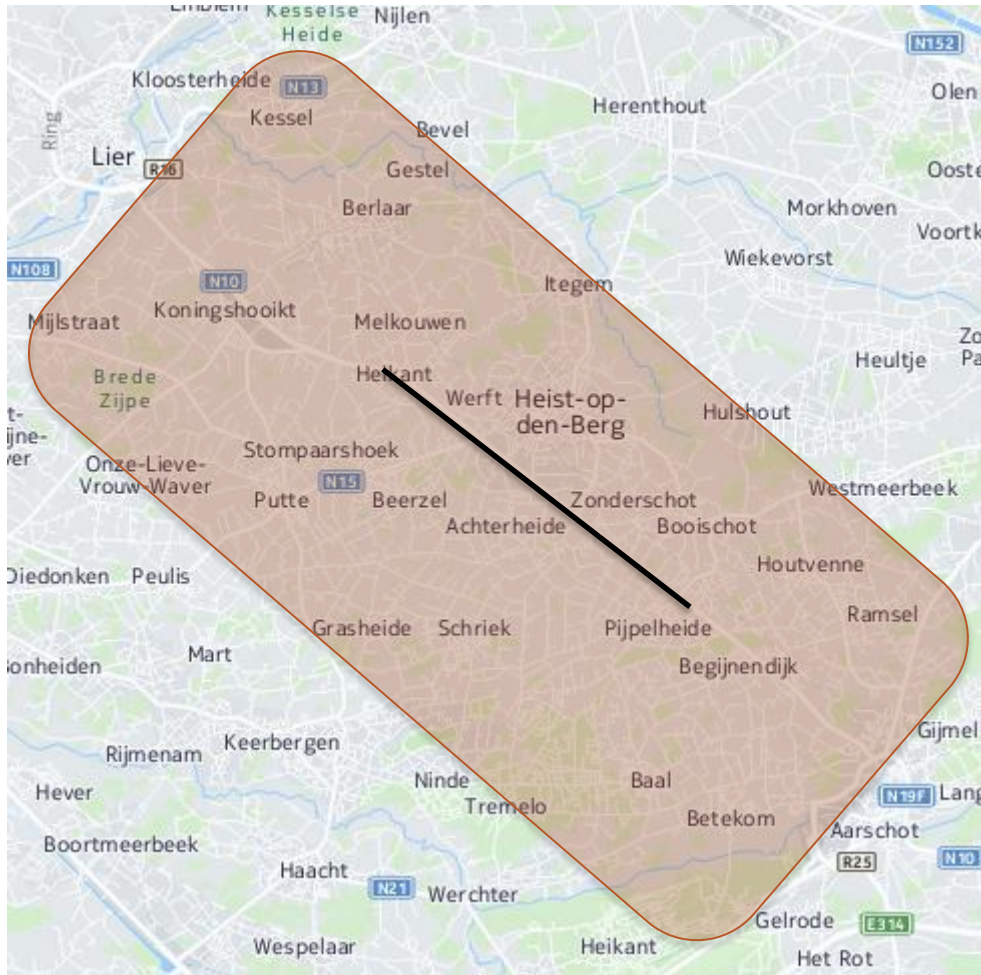 Kesselse
Heide
Nijlen
N152
Kloosterheide
N13
Olen
Herenthout
Kessel
Bevel
Ring
Lier
R16
Gestel
Berlaar
Morkhoven
Wiekevorst
N108
N10
Itegem
Koningshooikt
Mijlstraat
Melkouwen
Heultje
Heikant
Brede
Zijpe
Werft
Heist-op-
den-Berg
Hulshout
Stompaarshoek
Onze-Lieve-
Vrouw-Waver
N15
Putte
Beerzel
Zonderschot
Westmeerbeek
Achterheide
Booischot
Houtvenne
Diedonken
Peulis
Ramsel
Grasheide
Schriek
Pijpelheide
Mart
Bonheiden
Begijnendijk
Gijmel
Keerbergen
Rijmenam
Ninde
Baal
Hever
Tremelo
N19F
Lang
Betekom
Aarschot
Boortmeerbeek
R25
N10
Haacht
N21
Werchter
Gelrode
E314
Wespelaar
Heikant
Het Rot